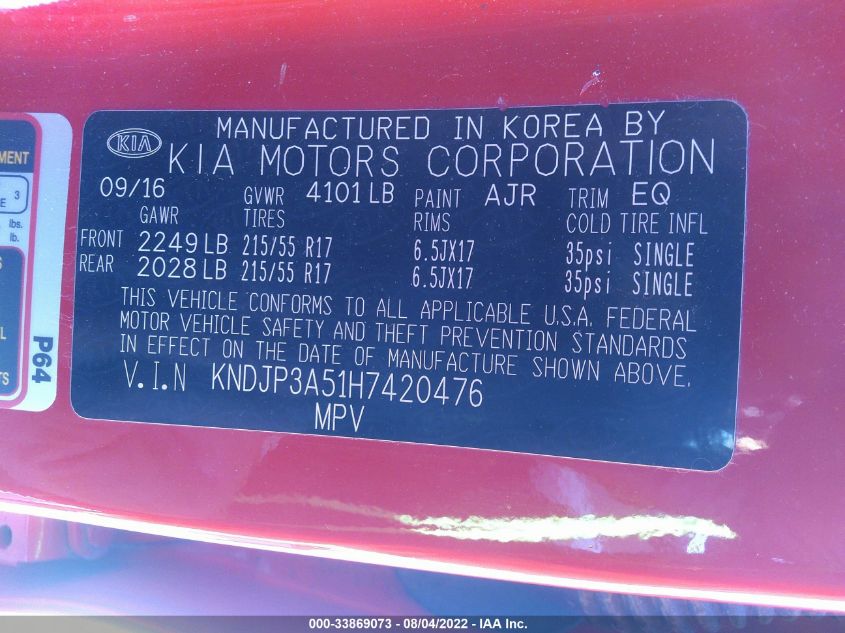 MANUFACTURED IN KOREA BY
KIA
KIA MOTORS CORPORATION
09/16 GVWR 4101 LB PAINT AJR TRIM EQ
GAWR TIRES RIMS COLD TIRE INFL
FRONT 2249 LB 215/55 R17 6.5JX17 35psi SINGLE
REAR 2028 LB 215/55 R17 6.5JX17 35psi SINGLE
THIS VEHICLE CONFORMS TO ALL APPLICABLE U.S.A. FEDERAL
MOTOR VEHICLE SAFETY AND THEFT PREVENTION STANDARDS
IN EFFECT ON THE DATE OF MANUFACTURE SHOWN ABOVE.
V.I.N KNDJP3A51H7420476
MPV
MENT
3
lbs.
lb.
P64
000-33869073 - 08/04/2022 - IAA Inc.